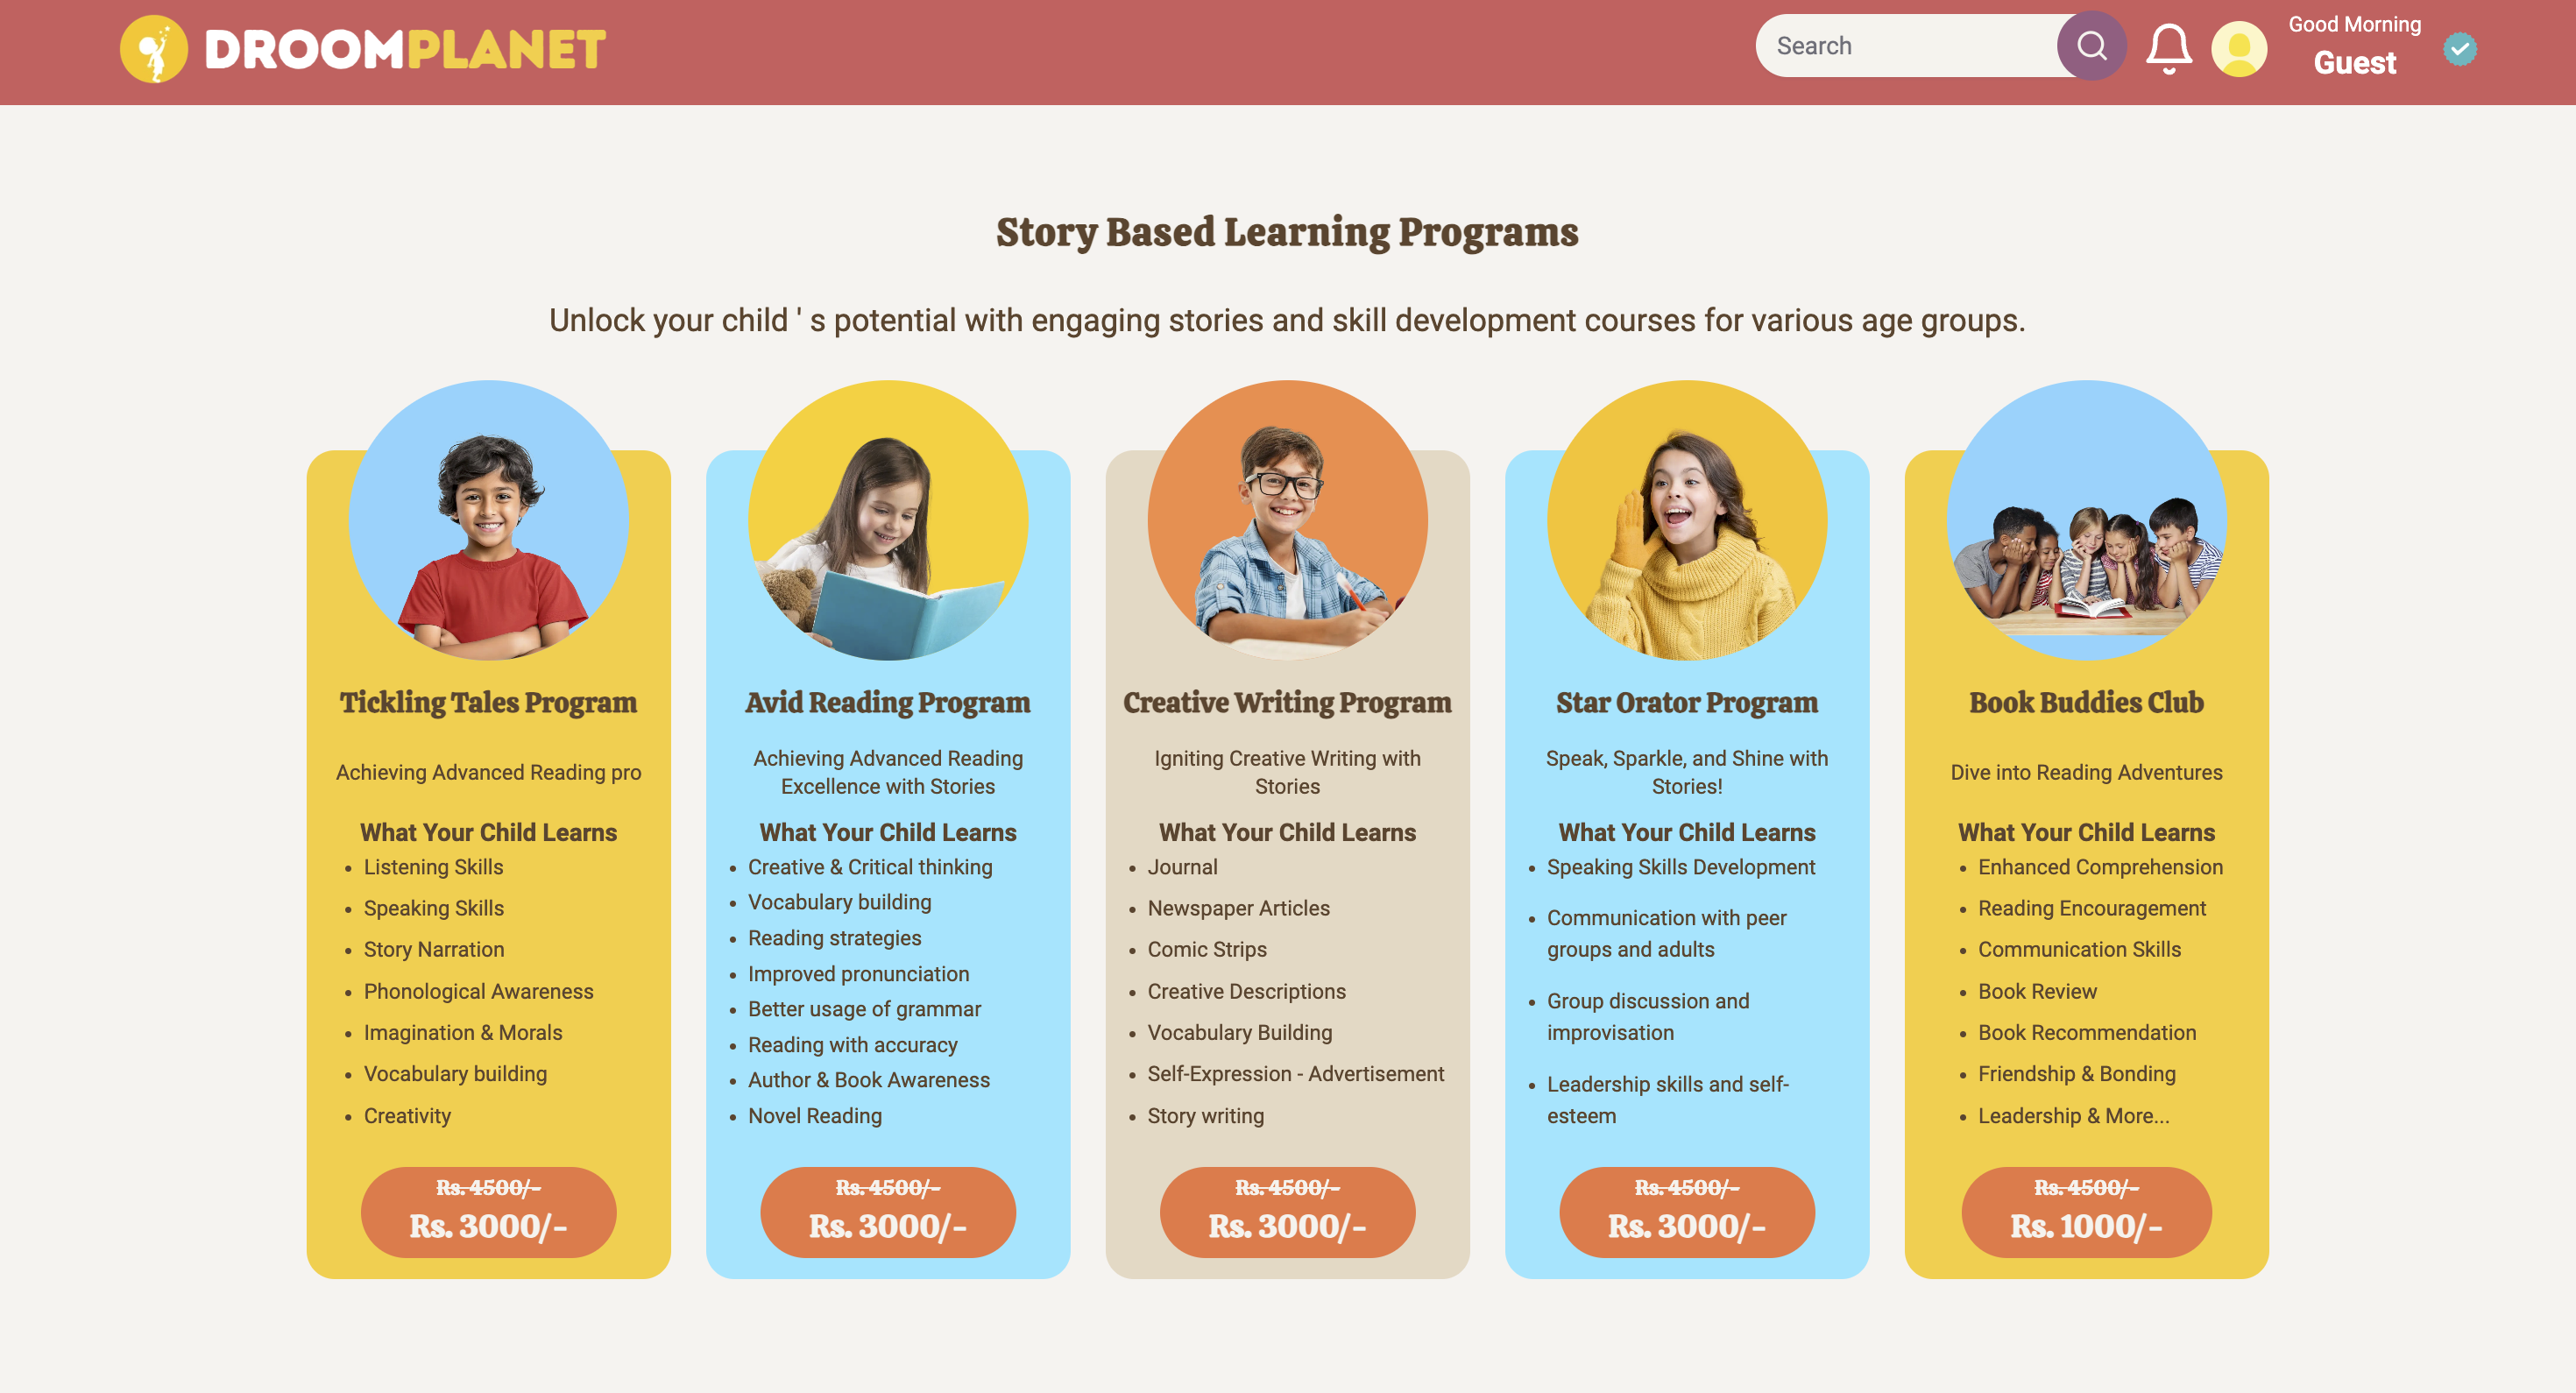 DROOMPLANET
Search
Good Morning
Guest
Story Based Learning Programs
Unlock your child ' s potential with engaging stories and skill development courses for various age groups.
Tickling Tales Program
Achieving Advanced Reading pro
What Your Child Learns
Listening Skills
Speaking Skills
Story Narration
Phonological Awareness
Imagination & Morals
Vocabulary building
Creativity
Rs. 4500/-
Rs. 3000/-
Avid Reading Program
Achieving Advanced Reading
Excellence with Stories
What Your Child Learns
Creative & Critical thinking
Vocabulary building
Reading strategies
Improved pronunciation
Better usage of grammar
Reading with accuracy
Author & Book Awareness
Novel Reading
Rs. 4500/-
Rs. 3000/-
Creative Writing Program
Igniting Creative Writing with
Stories
What Your Child Learns
Journal
Newspaper Articles
Comic Strips
Creative Descriptions
Vocabulary Building
Self-Expression - Advertisement
Story writing
Rs. 4500/-
Rs. 3000/-
Star Orator Program
Speak, Sparkle, and Shine with
Stories!
What Your Child Learns
Speaking Skills Development
Communication with peer
groups and adults
Group discussion and
improvisation
Leadership skills and self-
esteem
Rs. 4500/-
Rs. 3000/-
Book Buddies Club
Dive into Reading Adventures
What Your Child Learns
Enhanced Comprehension
Reading Encouragement
Communication Skills
Book Review
Book Recommendation
Friendship & Bonding
Leadership & More...
Rs. 4500/-
Rs. 1000/-